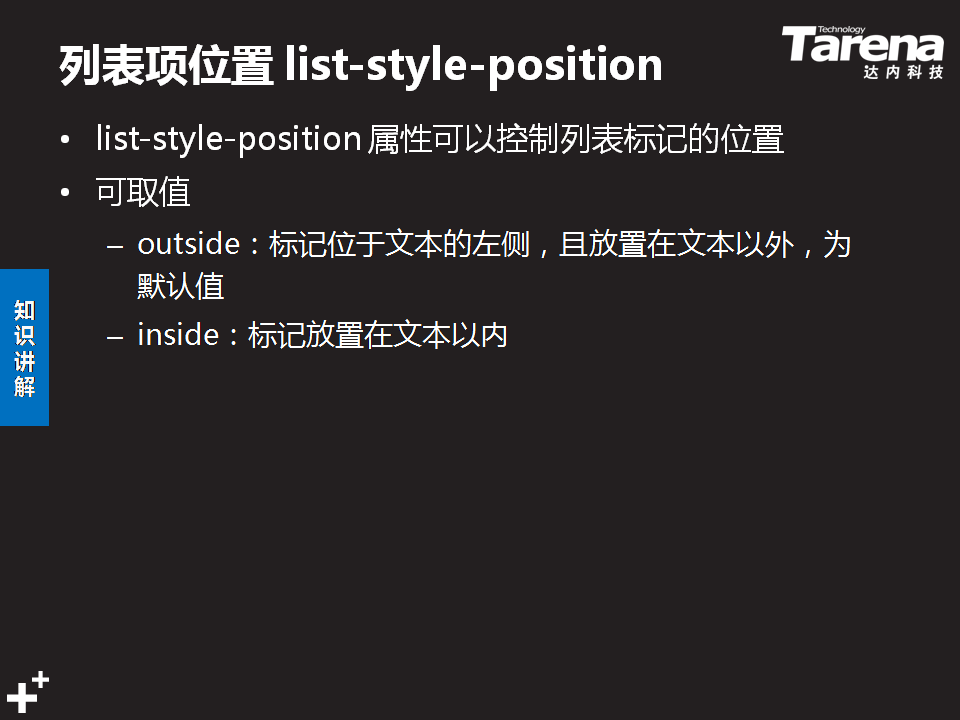 列表项位置 list-style-position
Technology
Tarena
达内科技
• list-style-position 属性可以控制列表标记的位置
• 可取值
– outside：标记位于文本的左侧，且放置在文本以外，为
默认值
– inside：标记放置在文本以内
知识讲解